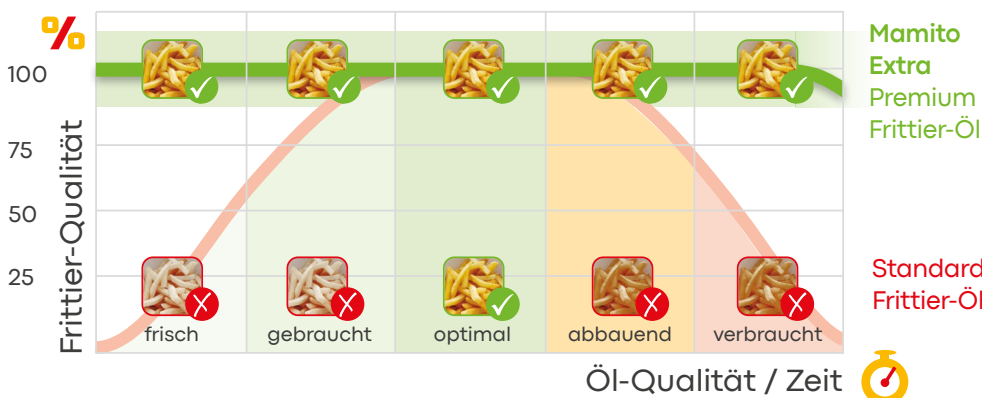 %
100
75
50
25
Frittier-Qualität
Mamito
Extra
Premium
Frittier-Öl
Standard
Frittier-Öl
frisch
gebraucht
optimal
abbauend
verbraucht
Öl-Qualität / Zeit